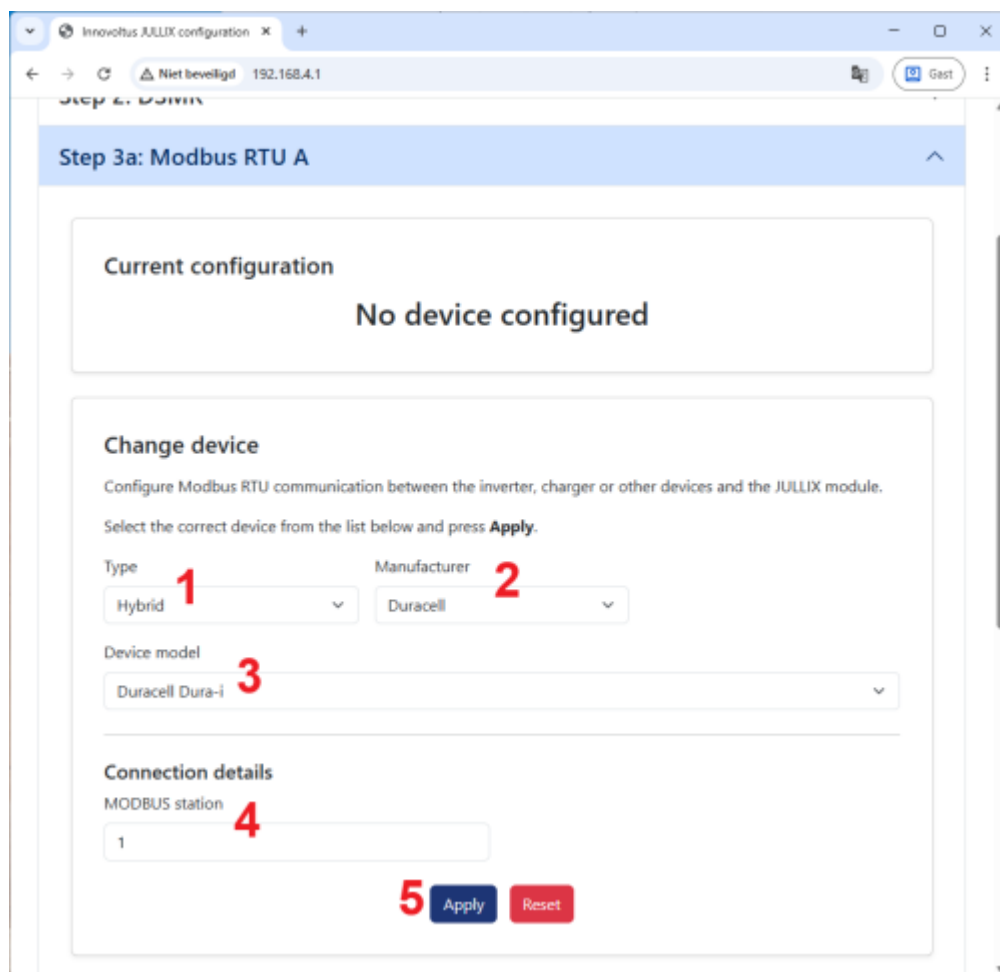 Innovoltus JULLIX configuration
Niet beveiligd 192.168.4.1
Gast
Step 2: DSMR
Step 3a: Modbus RTU A
Current configuration
No device configured
Change device
Configure Modbus RTU communication between the inverter, charger or other devices and the JULLIX module.
Select the correct device from the list below and press Apply.
Type Manufacturer
1 2
Hybrid Duracell
Device model
3
Duracell Dura-i
Connection details
MODBUS station
4
1
5 Apply Reset